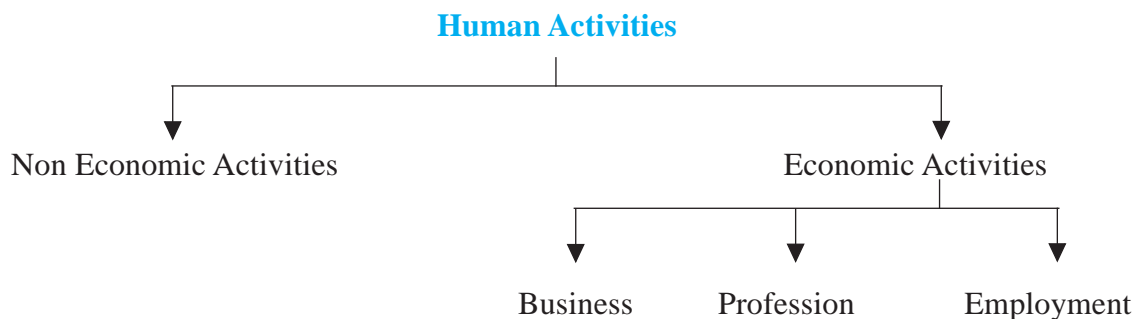 Human Activities
Non Economic Activities Economic Activities
Business Profession Employment